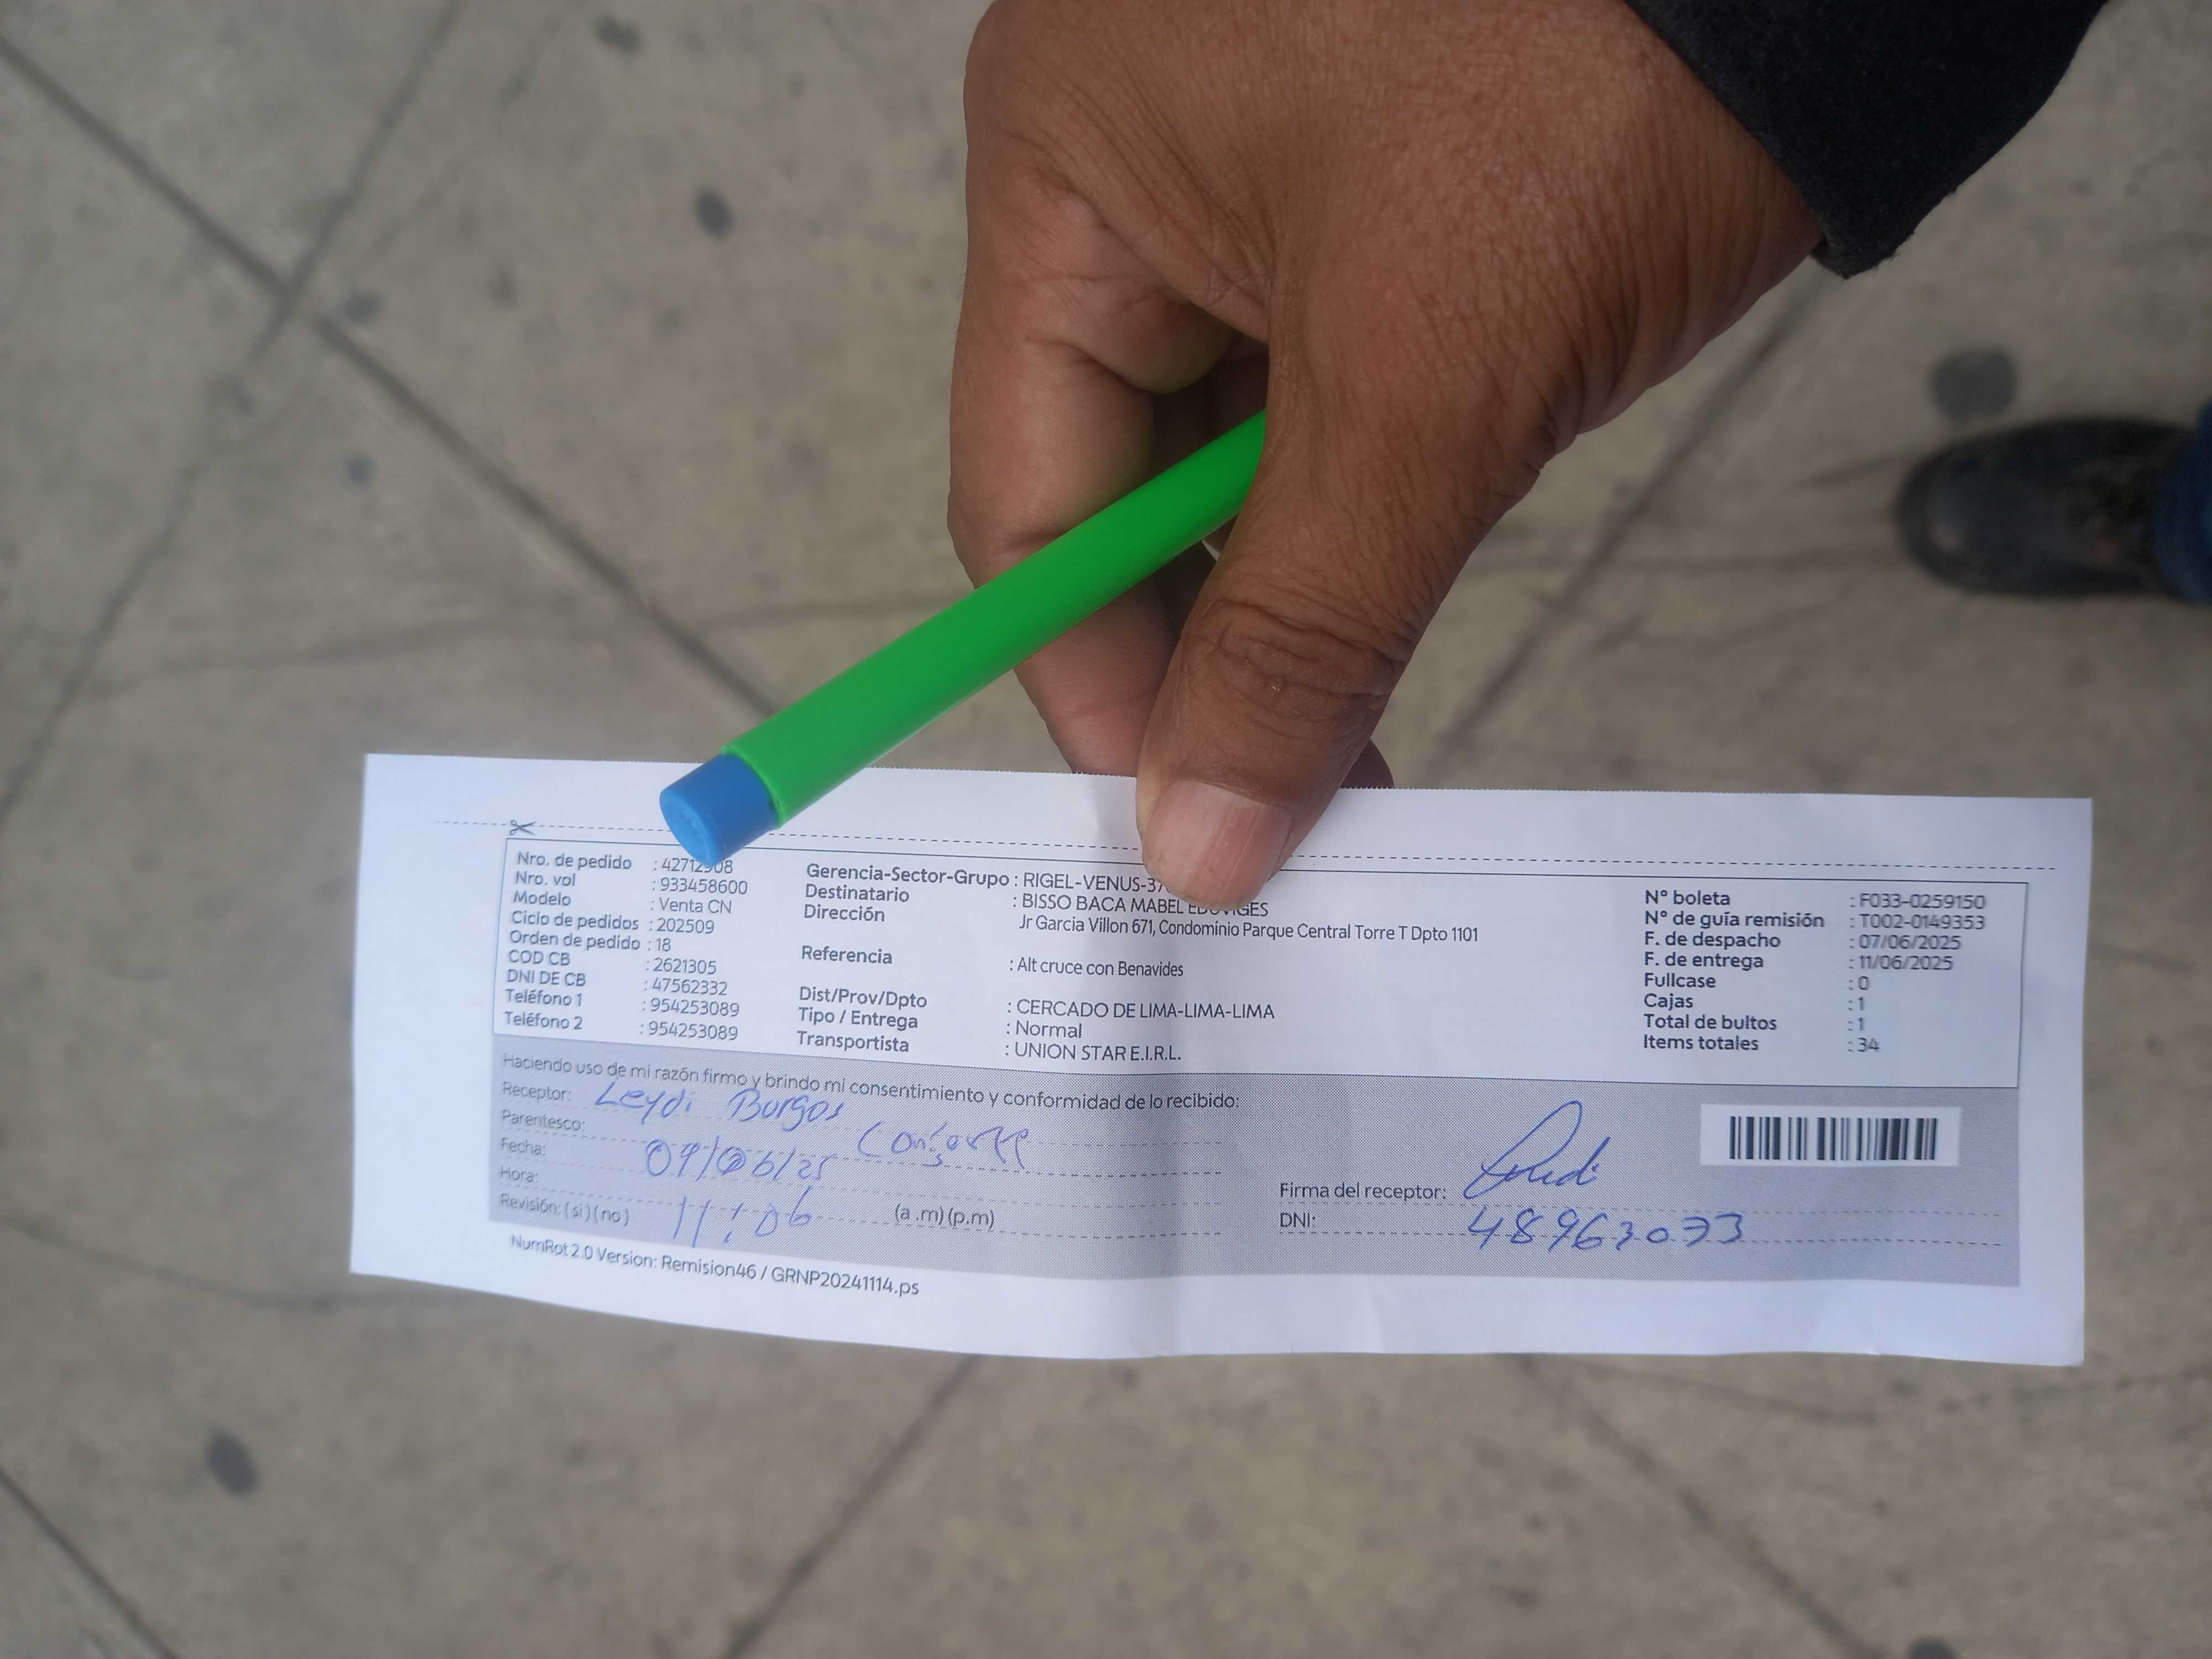 Nro. de pedido : 42712908
Nro. vol : 933458600
Modelo : Venta CN
Ciclo de pedidos : 202509
Orden de pedido : 18
COD CB : 2621305
DNI DE CB : 47562332
Teléfono 1 : 954253089
Teléfono 2 : 954253089
Gerencia-Sector-Grupo : RIGEL-VENUS-37
Destinatario : BISSO BACA MABEL EDUVIGES
Dirección Jr Garcia Villon 671, Condominio Parque Central Torre T Dpto 1101
Referencia : Alt cruce con Benavides
Dist/Prov/Dpto : CERCADO DE LIMA-LIMA-LIMA
Tipo / Entrega : Normal
Transportista : UNION STAR E.I.R.L.
N° boleta : F033-0259150
N° de guía remisión : T002-0149353
F. de despacho : 07/06/2025
F. de entrega : 11/06/2025
Fullcase : 0
Cajas : 1
Total de bultos : 1
Items totales : 34
Haciendo uso de mi razón firmo y brindo mi consentimiento y conformidad de lo recibido:
Receptor: Leydi Burgos
Parentesco: Conserje
Fecha: 09/06/25
Hora: 11:06 (a .m) (p.m)
Revisión: ( si ) ( no )
Firma del receptor:
DNI: 48963033
NumRot 2.0 Version: Remision46 / GRNP20241114.ps